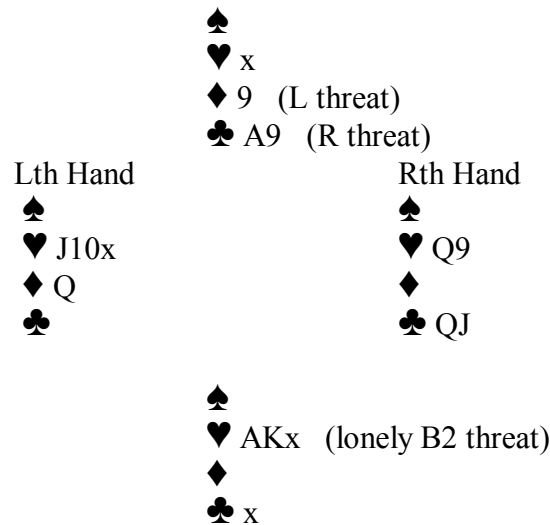 ♠
♥ x
♦ 9 (L threat)
♣ A9 (R threat)
Lth Hand Rth Hand
♠ ♠
♥ J10x ♥ Q9
♦ Q ♦
♣ ♣ QJ
♠
♥ AKx (lonely B2 threat)
♦
♣ x